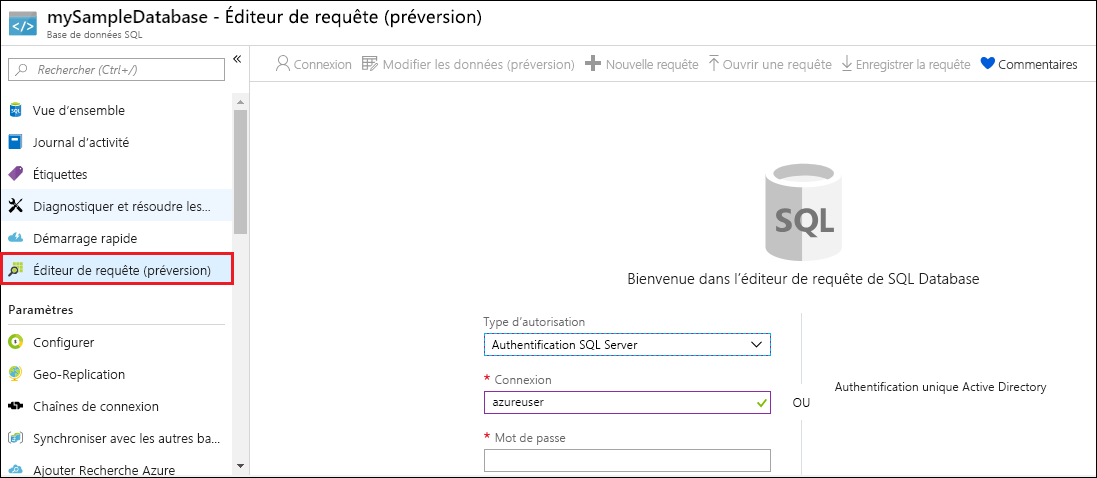 mySampleDatabase - Éditeur de requête (préversion)
Base de données SQL
Rechercher (Ctrl+/)
«
Connexion
Modifier les données (préversion)
Nouvelle requête
Ouvrir une requête
Enregistrer la requête
Commentaires
SQL
Vue d'ensemble
Journal d'activité
Étiquettes
Diagnostiquer et résoudre les...
Démarrage rapide
Éditeur de requête (préversion)
Paramètres
Configurer
Geo-Replication
Chaînes de connexion
Synchroniser avec les autres ba...
Ajouter Recherche Azure
SQL
Bienvenue dans l'éditeur de requête de SQL Database
Type d'autorisation
Authentification SQL Server
* Connexion
azureuser
* Mot de passe
OU
Authentification unique Active Directory